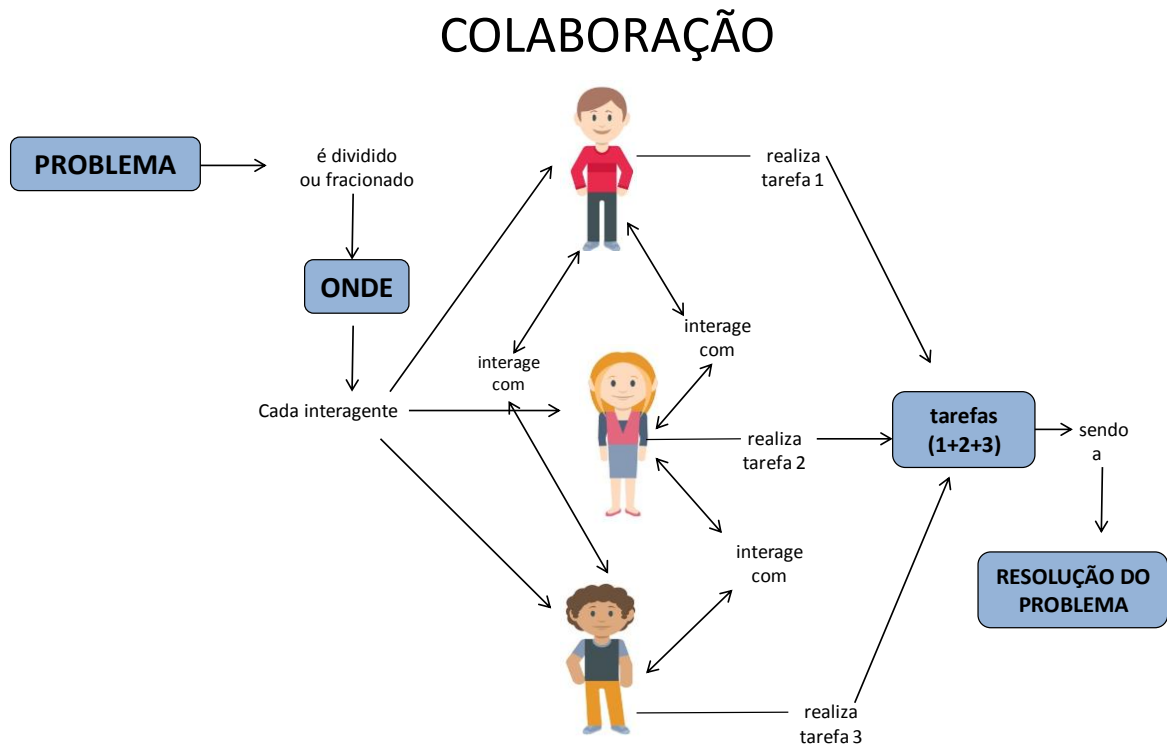 COLABORAÇÃO
PROBLEMA
é dividido
ou fracionado
ONDE
Cada interagente
interage
com
interage
com
interage
com
realiza
tarefa 1
realiza
tarefa 2
realiza
tarefa 3
tarefas
(1+2+3)
sendo
a
RESOLUÇÃO DO
PROBLEMA